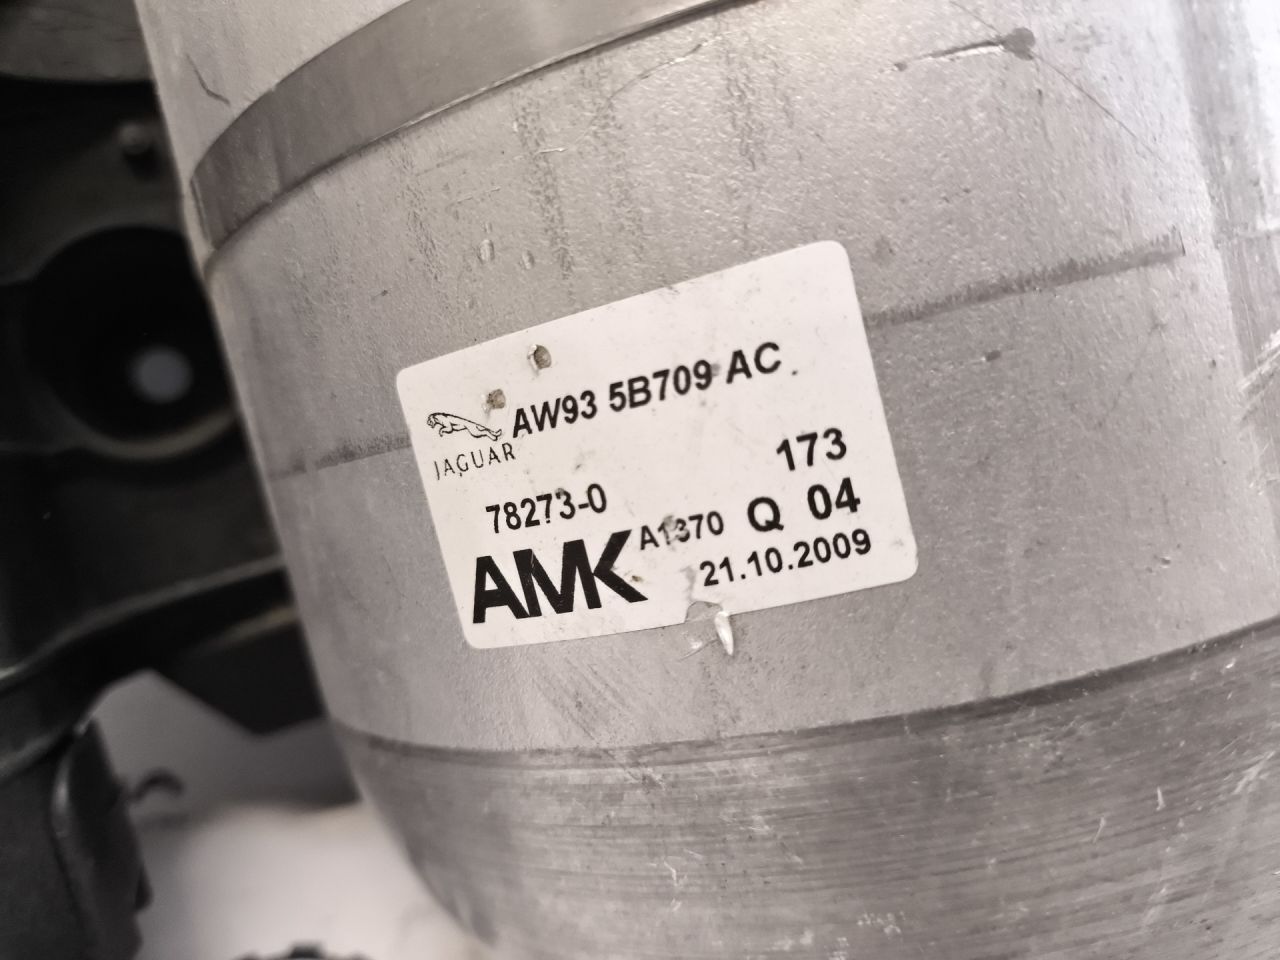 AW93 5B709 AC
JAGUAR
173
78273-0
A1370 Q 04
AMK
21.10.2009